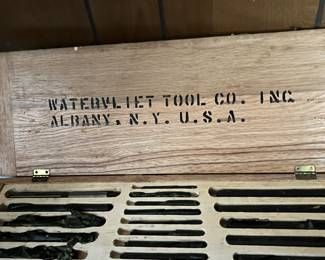 WATERVLIET TOOL CO. INC.
ALBANY, N.Y. U.S.A.